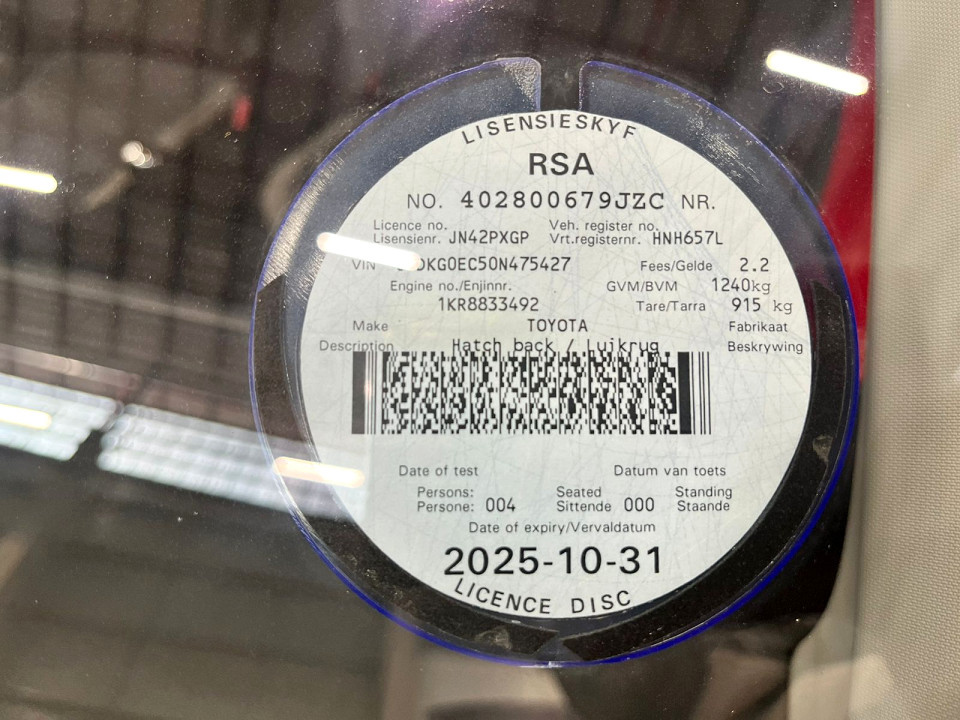 LISENSIESKYF
RSA
NO. 402800679JZC NR.
Licence no. Veh. register no.
Lisensienr. JN42PXGP Vrt.registernr. HNH657L
VIN Fees/Gelde 2.2
Engine no./Enjinnr. GVM/BVM 1240kg
1KR8833492 Tare/Tarra 915 kg
Make TOYOTA Fabrikaat
Description Hatch back / Luikrug Beskrywing
Date of test Datum van toets
Persons: Seated Standing
Persone: 004 Sittende 000 Staande
Date of expiry/Vervaldatum
2025-10-31
LICENCE DISC